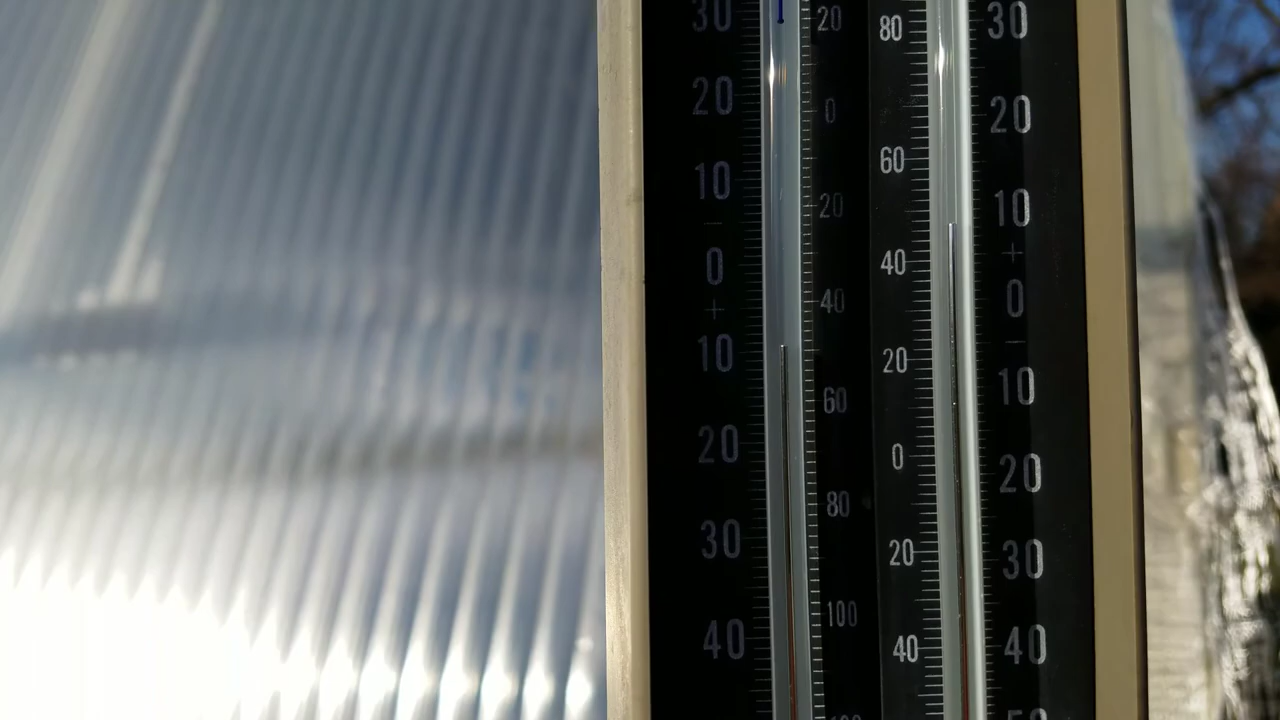 30 20 80 30
20 0 20
10 20 60 10
0 40 40 +
+ 0
10 60 20 10
20 80 0 20
30 100 20 30
40 40 40